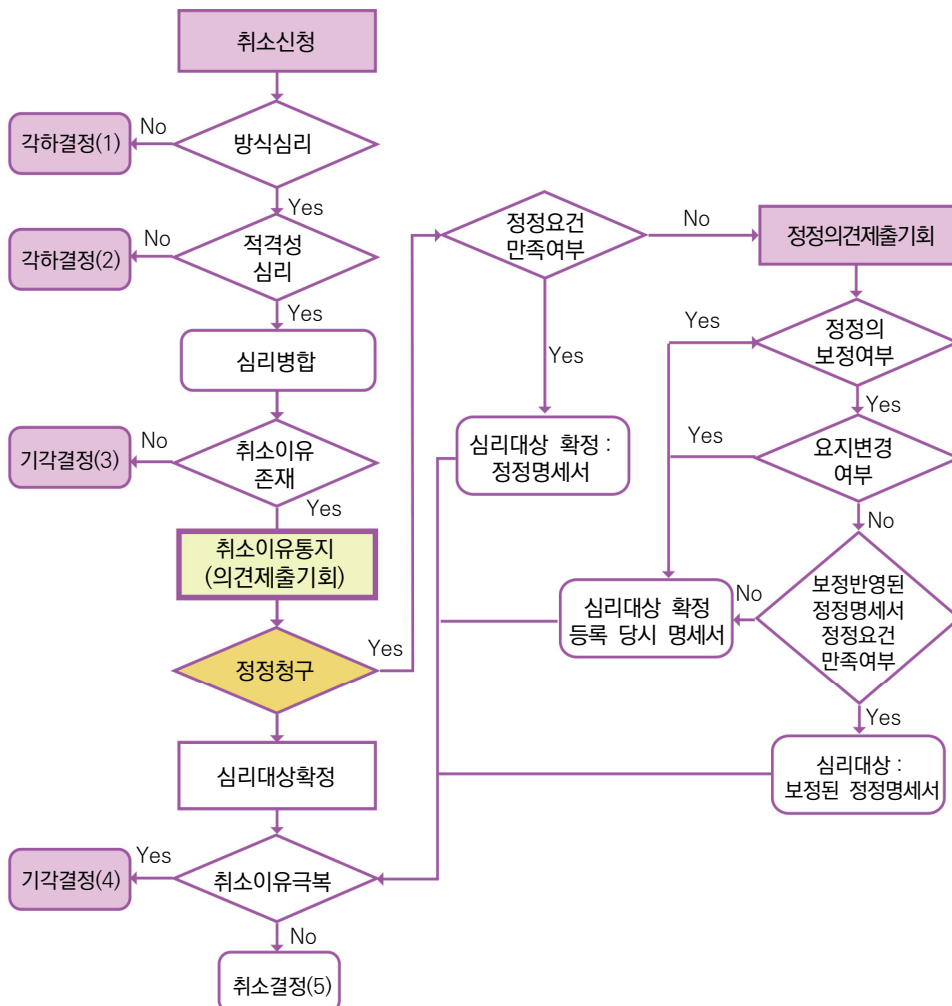 취소신청
No
각하결정(1)
방식심리
Yes
No
각하결정(2)
적격성
심리
Yes
심리병합
No
기각결정(3)
취소이유
존재
Yes
취소이유통지
(의견제출기회)
Yes
정정청구
심리대상확정
Yes
기각결정(4)
취소이유극복
No
취소결정(5)
정정요건
만족여부
No
정정의견제출기회
Yes
심리대상 확정 :
정정명세서
Yes
정정의
보정여부
Yes
Yes
요지변경
여부
No
심리대상 확정
등록 당시 명세서
No
보정반영된
정정명세서
정정요건
만족여부
Yes
심리대상 :
보정된 정정명세서